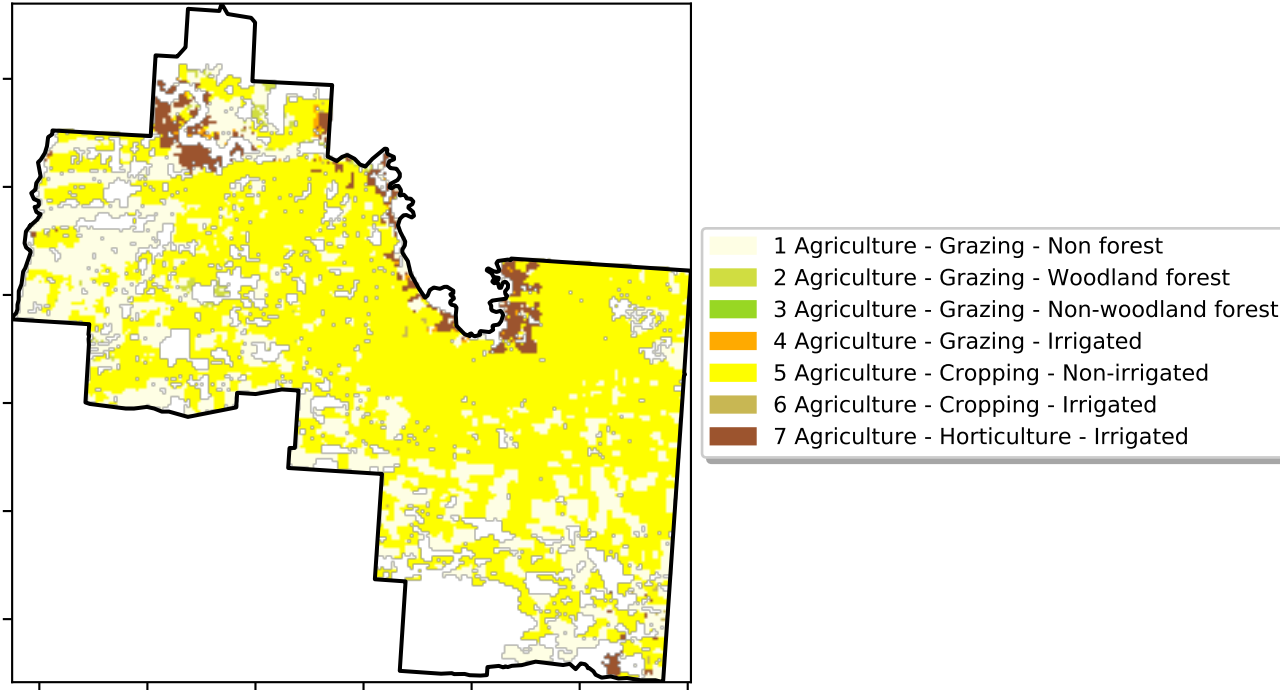 1 Agriculture - Grazing - Non forest
2 Agriculture - Grazing - Woodland forest
3 Agriculture - Grazing - Non-woodland forest
4 Agriculture - Grazing - Irrigated
5 Agriculture - Cropping - Non-irrigated
6 Agriculture - Cropping - Irrigated
7 Agriculture - Horticulture - Irrigated